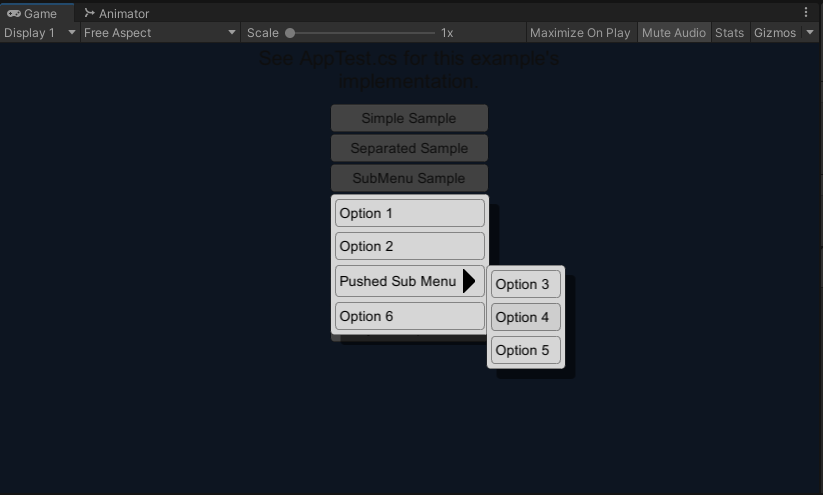 Game Animator
Display 1 Free Aspect Scale 1x Maximize On Play Mute Audio Stats Gizmos
See AppTest.cs for this example's
implementation.
Simple Sample
Separated Sample
SubMenu Sample
Option 1
Option 2
Pushed Sub Menu
Option 6
Option 3
Option 4
Option 5